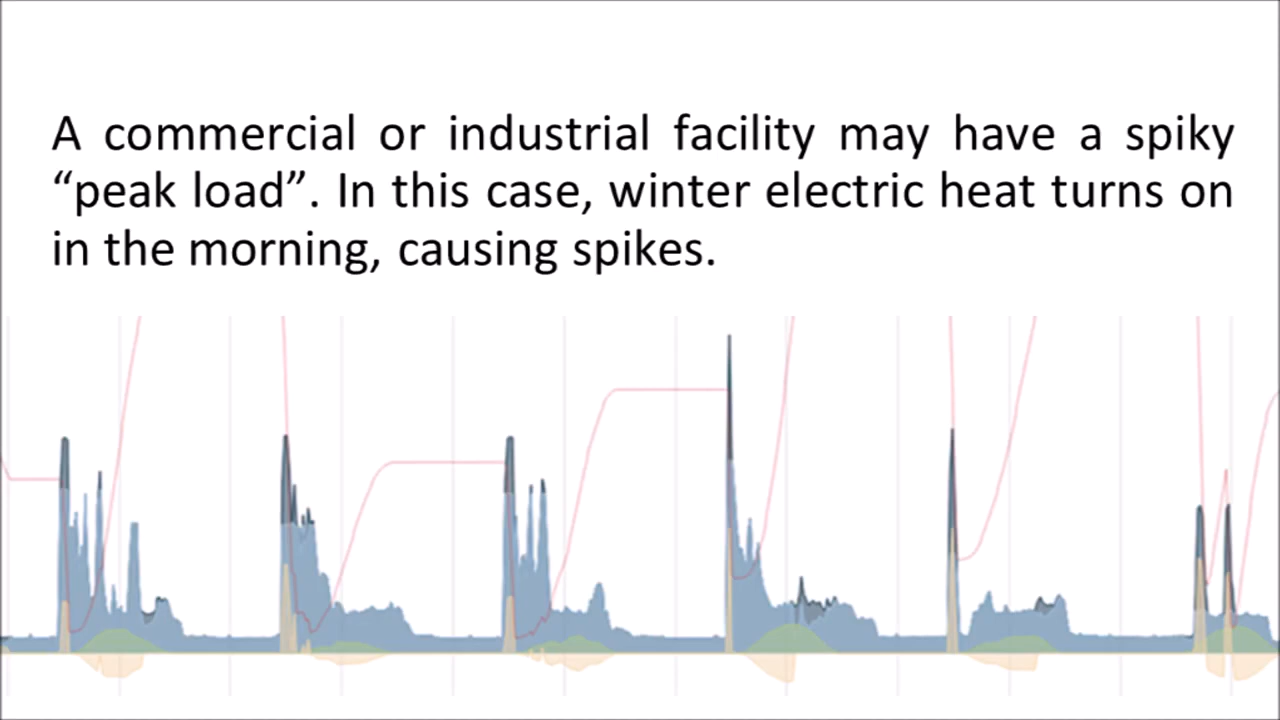 A commercial or industrial facility may have a spiky
“peak load”. In this case, winter electric heat turns on
in the morning, causing spikes.